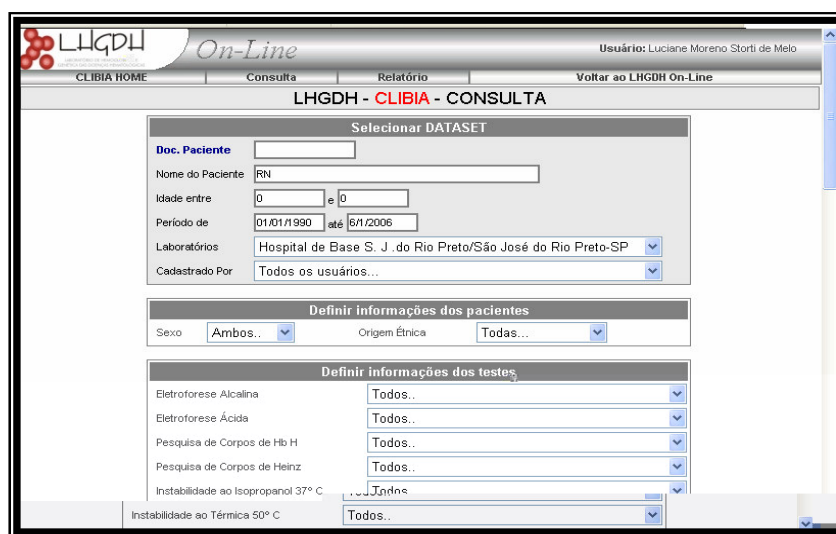 LHGDH On-Line Usuário: Luciane Moreno Storti de Melo
CLIBIA HOME Consulta Relatório Voltar ao LHGDH On-Line
LHGDH - CLIBIA - CONSULTA
Selecionar DATASET
Doc. Paciente
Nome do Paciente RN
Idade entre 0 e 0
Período de 01/01/1990 até 6/1/2006
Laboratórios Hospital de Base S. J .do Rio Preto/São José do Rio Preto-SP
Cadastrado Por Todos os usuários...
Definir informações dos pacientes
Sexo Ambos.. Origem Étnica Todas...
Definir informações dos testes
Eletroforese Alcalina Todos..
Eletroforese Ácida Todos..
Pesquisa de Corpos de Hb H Todos..
Pesquisa de Corpos de Heinz Todos..
Instabilidade ao Isopropanol 37º C Todos
Instabilidade ao Térmica 50º C Todos..